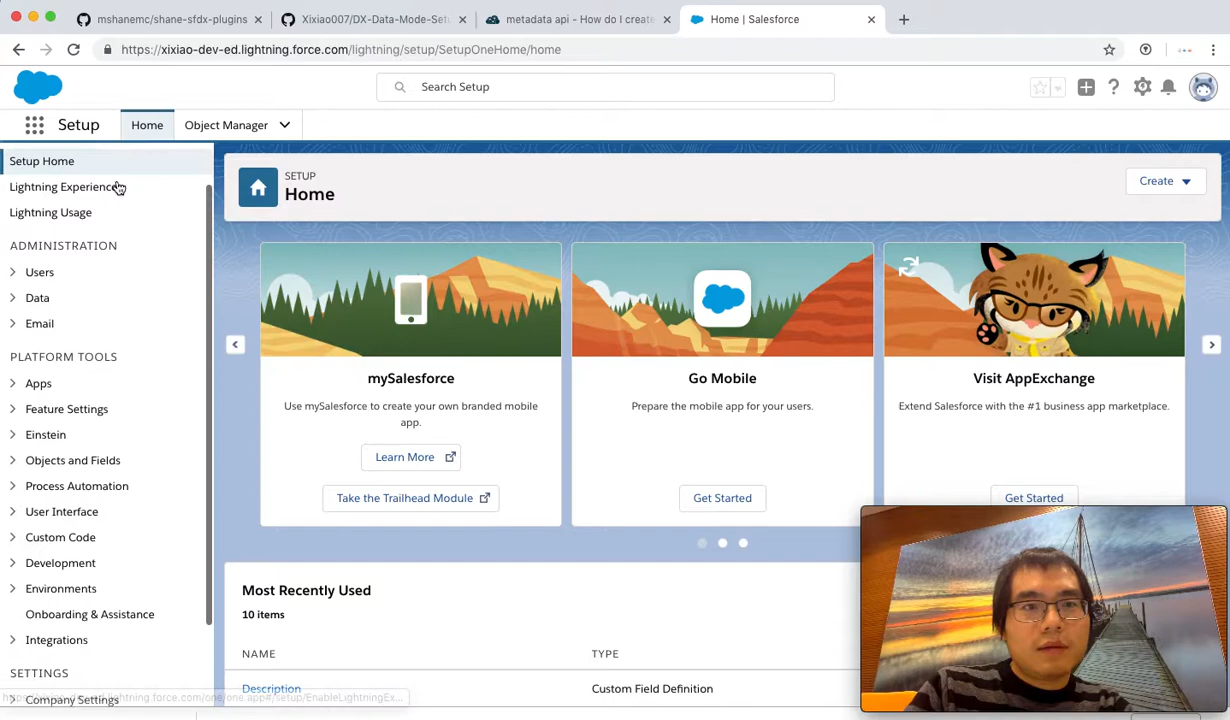 mshanemc/shane-sfdx-plugins
Xixiao007/DX-Data-Mode-Setu
metadata api - How do I create
Home | Salesforce
https://xixiao-dev-ed.lightning.force.com/lightning/setup/SetupOneHome/home
Search Setup
Setup
Home
Object Manager
Setup Home
Lightning Experience
Lightning Usage
ADMINISTRATION
Users
Data
Email
PLATFORM TOOLS
Apps
Feature Settings
Einstein
Objects and Fields
Process Automation
User Interface
Custom Code
Development
Environments
Onboarding & Assistance
Integrations
SETTINGS
Company Settings
SETUP
Home
Create
mySalesforce
Use mySalesforce to create your own branded mobile
app.
Learn More
Take the Trailhead Module
Go Mobile
Prepare the mobile app for your users.
Get Started
Visit AppExchange
Extend Salesforce with the #1 business app marketplace.
Get Started
Most Recently Used
10 items
NAME
TYPE
Description
Custom Field Definition